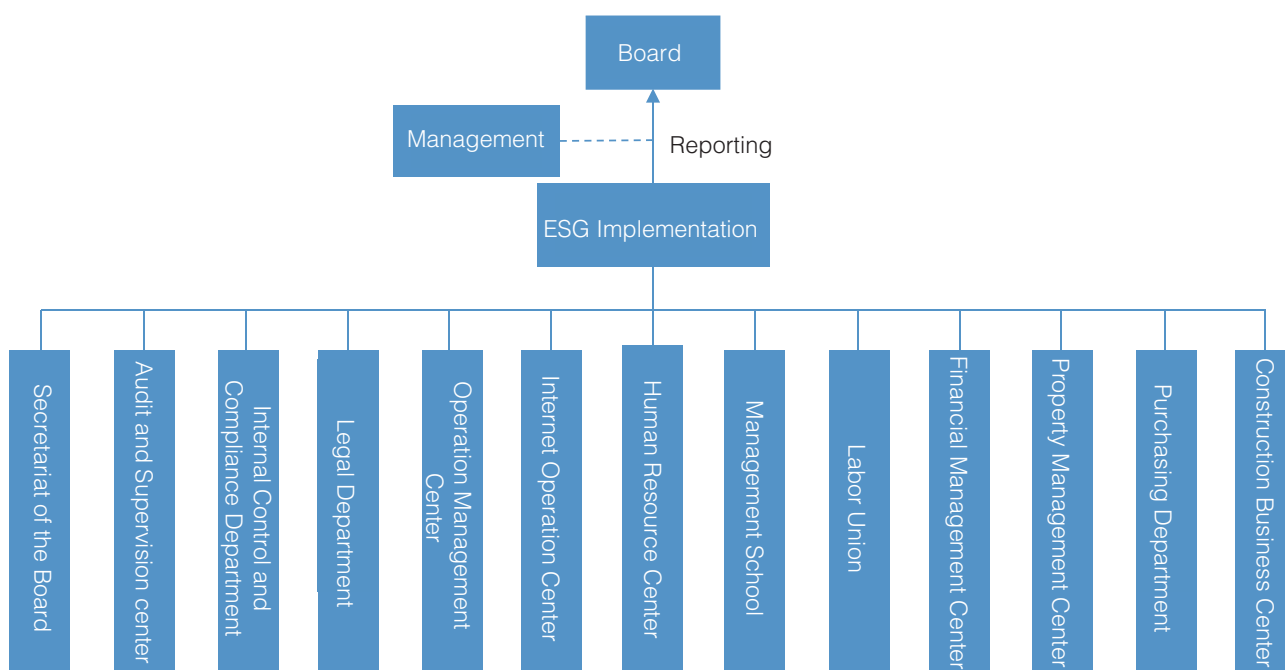 Board
Management
Reporting
ESG Implementation
Secretariat of the Board
Audit and Supervision center
Internal Control and
Compliance Department
Legal Department
Operation Management
Center
Internet Operation Center
Human Resource Center
Management School
Labor Union
Financial Management Center
Property Management Center
Purchasing Department
Construction Business Center